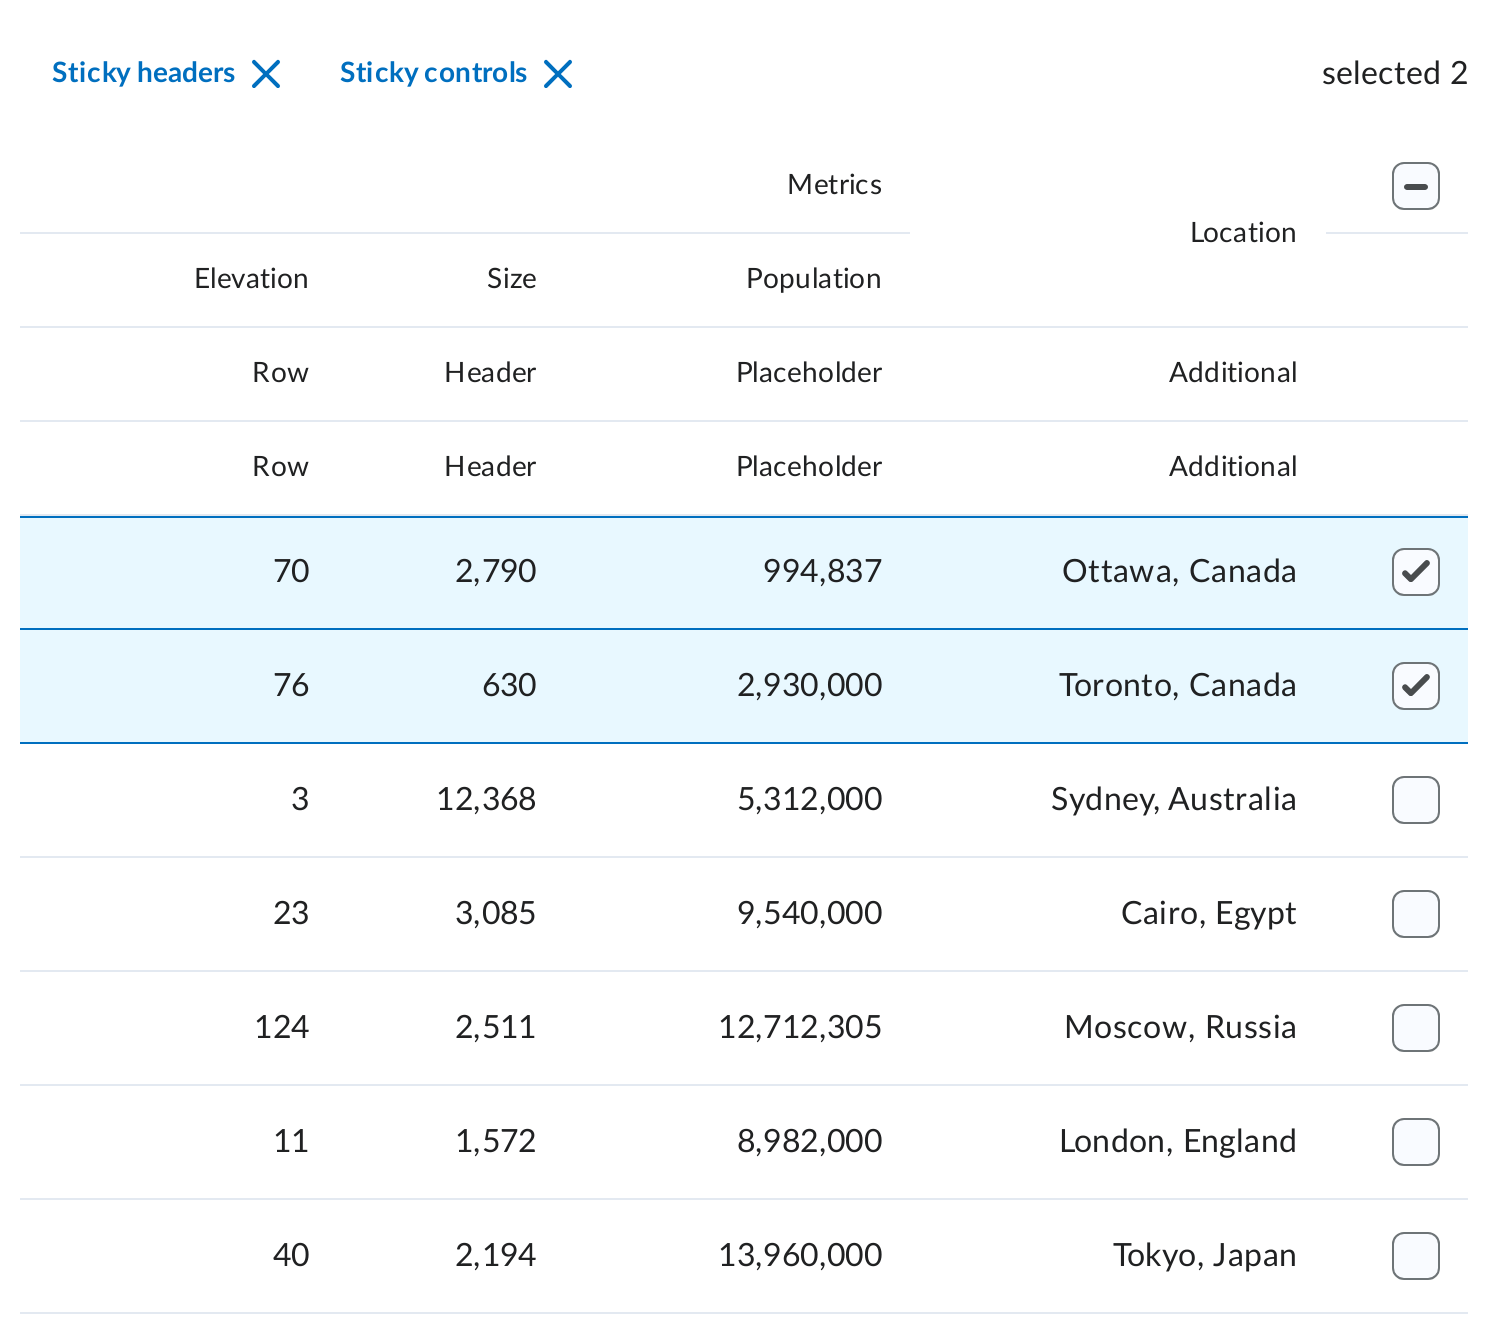 Sticky headers Sticky controls selected 2
Metrics
Location
Elevation Size Population
Row Header Placeholder Additional
Row Header Placeholder Additional
70 2,790 994,837 Ottawa, Canada
76 630 2,930,000 Toronto, Canada
3 12,368 5,312,000 Sydney, Australia
23 3,085 9,540,000 Cairo, Egypt
124 2,511 12,712,305 Moscow, Russia
11 1,572 8,982,000 London, England
40 2,194 13,960,000 Tokyo, Japan